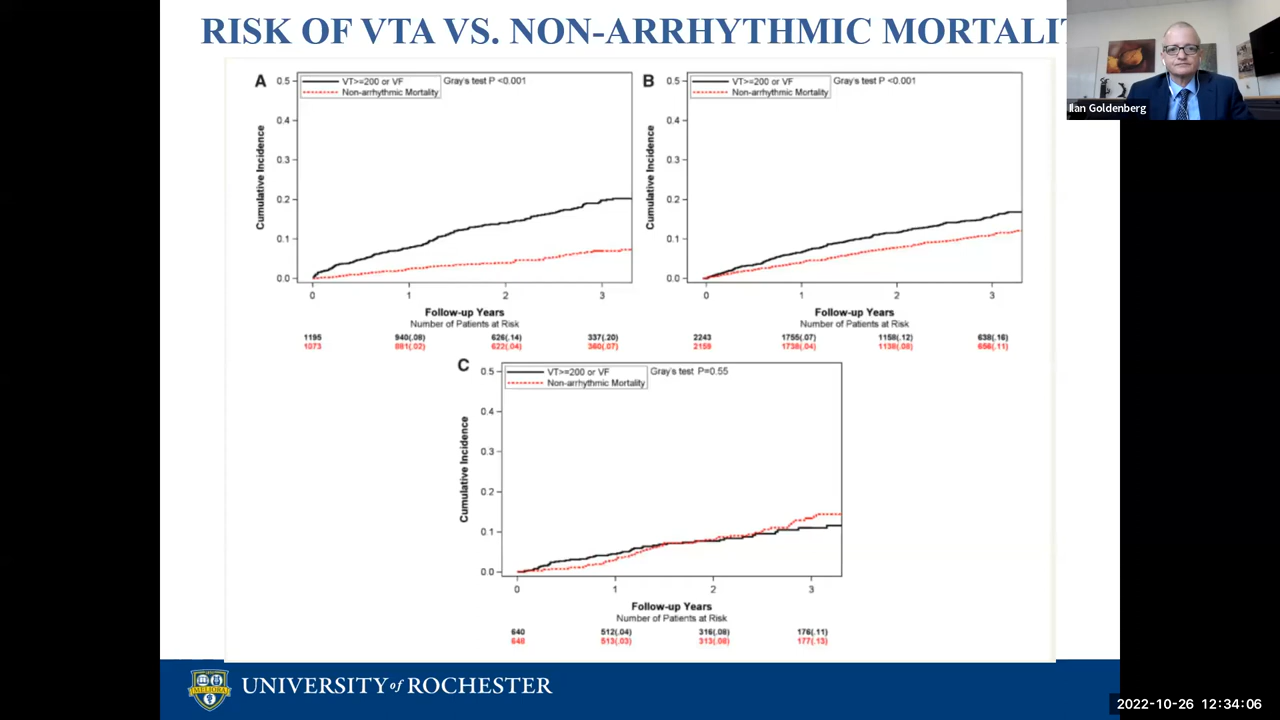 RISK OF VTA VS. NON-ARRHYTHMIC MORTALIT
Ilan Goldenberg
A
0.5
0.4
0.3
0.2
0.1
0.0
Cumulative Incidence
VT>=200 or VF
Non-arrhythmic Mortality
Gray's test P <0.001
0 1 2 3
Follow-up Years
Number of Patients at Risk
1195 940(.08) 626(.14) 337(.20)
1073 881(.02) 622(.04) 360(.07)
B
0.5
0.4
0.3
0.2
0.1
0.0
Cumulative Incidence
VT>=200 or VF
Non-arrhythmic Mortality
Gray's test P <0.001
0 1 2 3
Follow-up Years
Number of Patients at Risk
2243 1755(.07) 1158(.12) 638(.16)
2159 1738(.04) 1138(.08) 656(.11)
C
0.5
0.4
0.3
0.2
0.1
0.0
Cumulative Incidence
VT>=200 or VF
Non-arrhythmic Mortality
Gray's test P=0.55
0 1 2 3
Follow-up Years
Number of Patients at Risk
640 512(.04) 316(.08) 176(.11)
648 513(.03) 313(.08) 177(.13)
MELIORA
UNIVERSITY of ROCHESTER
2022-10-26 12:34:06